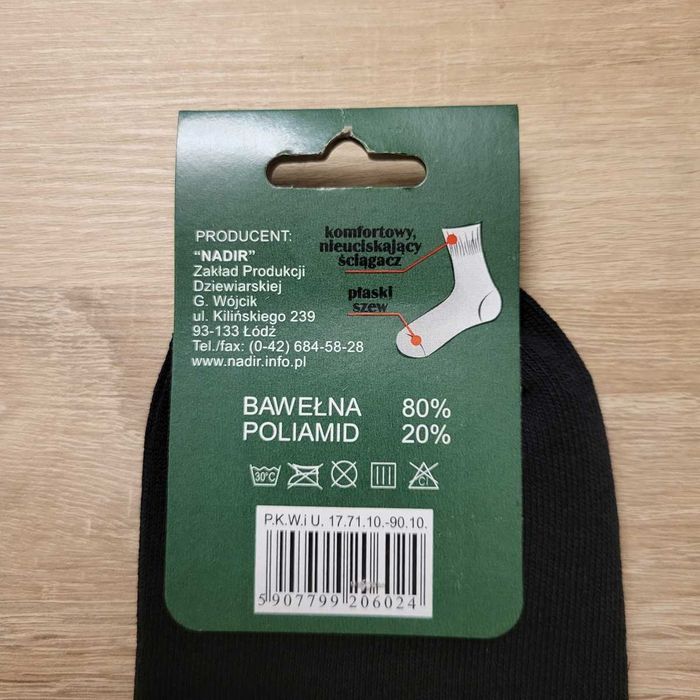 PRODUCENT:
“NADIR”
Zakład Produkcji
Dziewiarskiej
G. Wójcik
ul. Kilińskiego 239
93-133 Łódź
Tel./fax: (0-42) 684-58-28
www.nadir.info.pl
komfortowy,
nieuciskający
ściągacz
płaski
szew
BAWEŁNA 80%
POLIAMID 20%
30°C
Cl
P.K.W.i U. 17.71.10.-90.10.
5 907799 206024